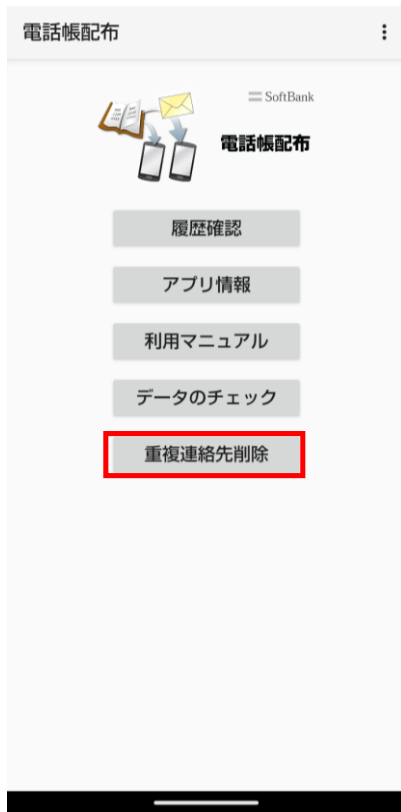 電話帳配布
SoftBank
電話帳配布
履歴確認
アプリ情報
利用マニュアル
データのチェック
重複連絡先削除